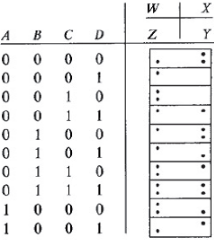 W X
A B C D Z Y
0 0 0 0
0 0 0 1
0 0 1 0
0 0 1 1
0 1 0 0
0 1 0 1
0 1 1 0
0 1 1 1
1 0 0 0
1 0 0 1